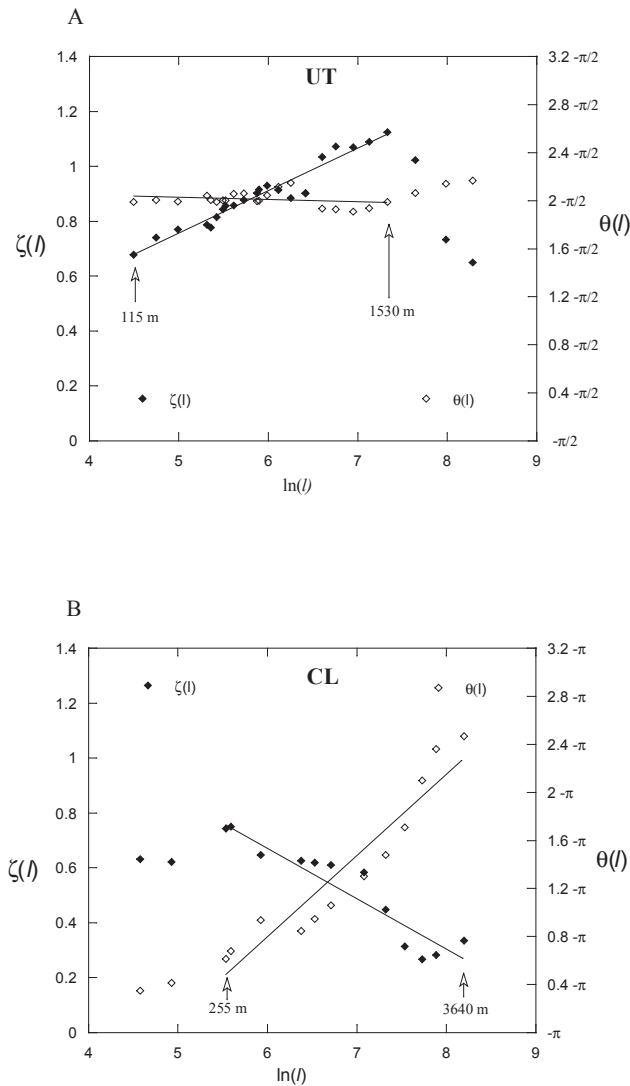 A
UT
1.4
1.2
1
0.8
0.6
0.4
0.2
0
ζ(l)
3.2 -π/2
2.8 -π/2
2.4 -π/2
2 -π/2
1.6 -π/2
1.2 -π/2
0.8 -π/2
0.4 -π/2
-π/2
θ(l)
115 m
1530 m
ζ(l)
θ(l)
4 5 6 7 8 9
ln(l)
B
CL
1.4
1.2
1
0.8
0.6
0.4
0.2
0
ζ(l)
3.2 -π
2.8 -π
2.4 -π
2 -π
1.6 -π
1.2 -π
0.8 -π
0.4 -π
-π
θ(l)
ζ(l)
θ(l)
255 m
3640 m
4 5 6 7 8 9
ln(l)